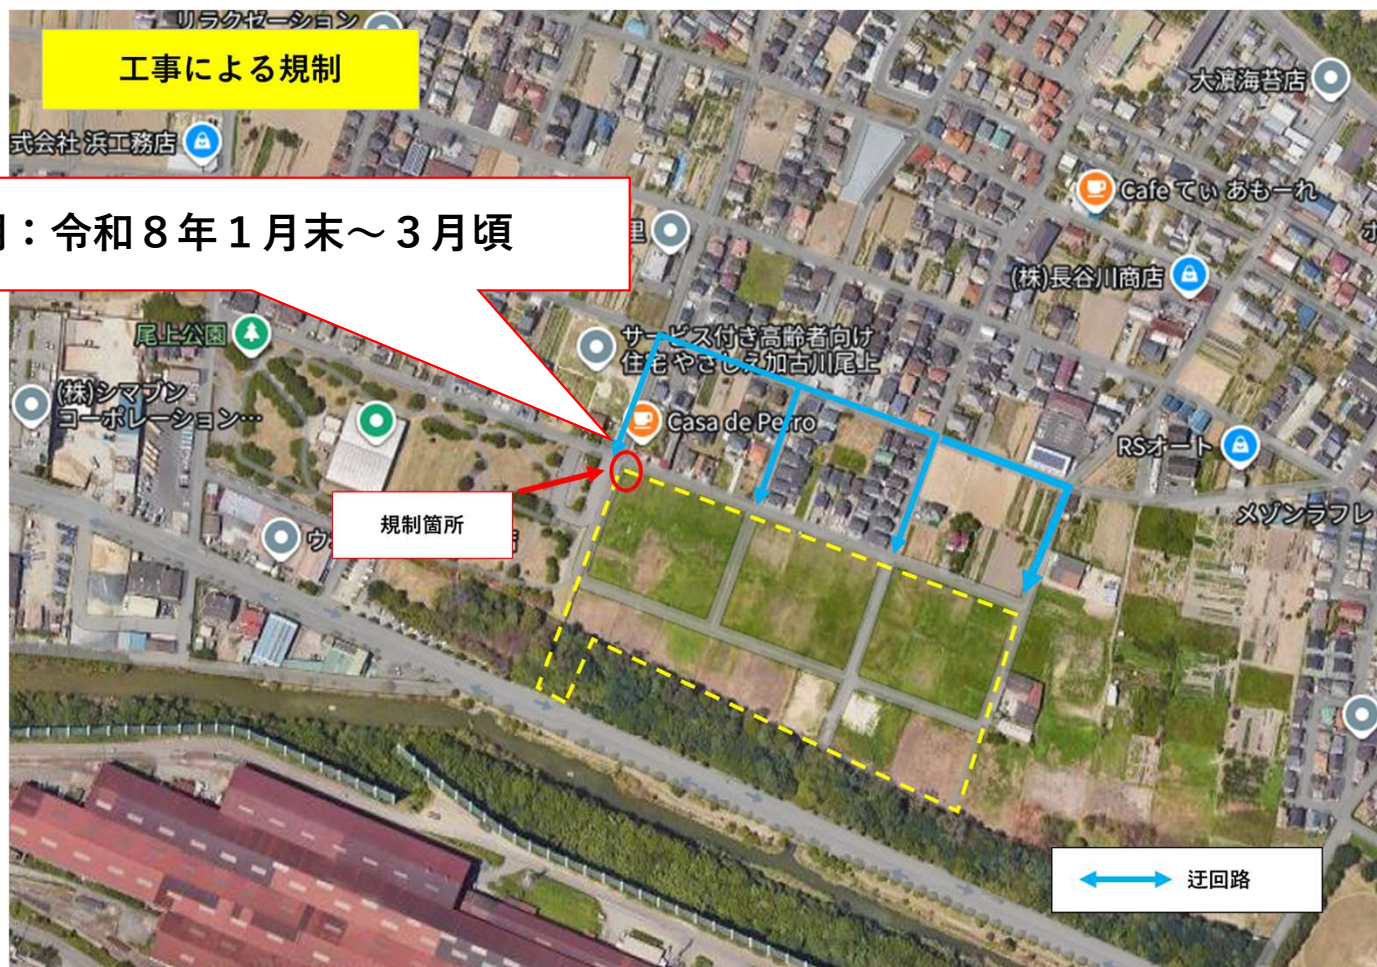 リラクゼーション
工事による規制
大濵海苔店
式会社 浜工務店
Cafe てぃ あもーれ
：令和８年１月末～３月頃
里
(株)長谷川商店
尾上公園
サービス付き高齢者向け
住宅 やさしえ加古川尾上
(株)シマブン
コーポレーション…
Casa de Perro
RSオート
規制箇所
メゾンラフレ
ウ
迂回路